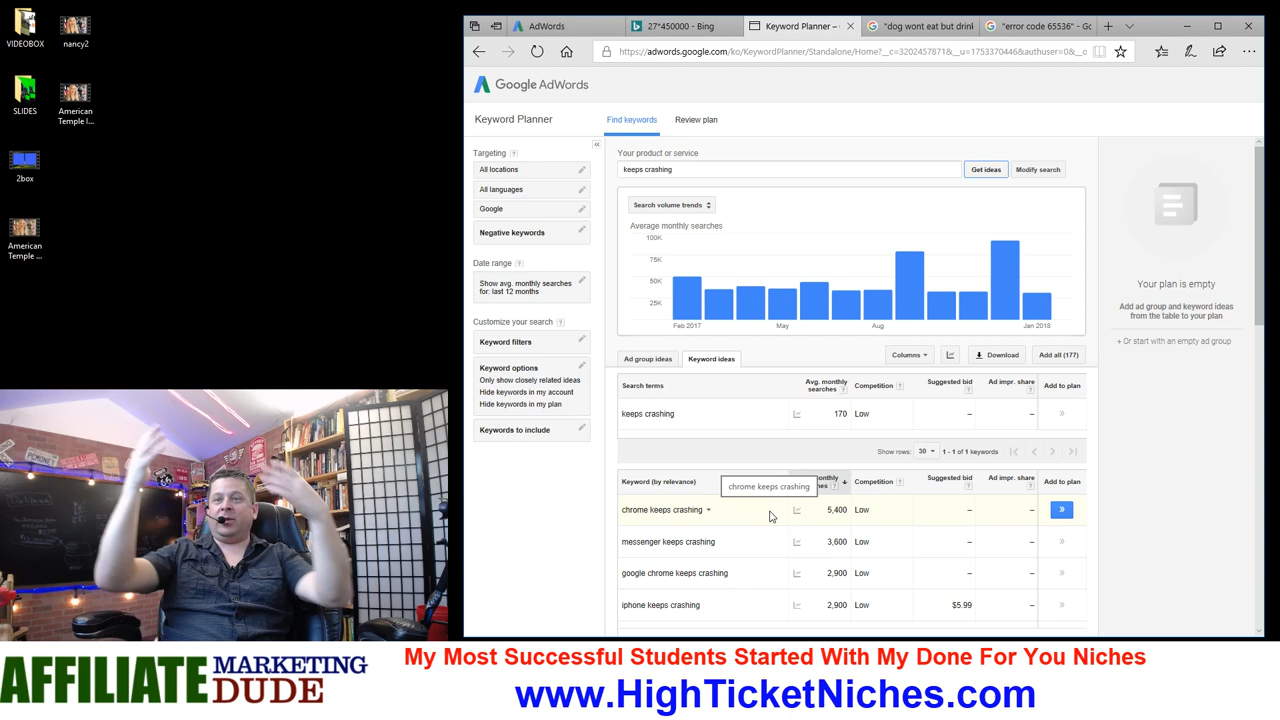 VIDEOBOX
nancy2
SLIDES
American
Temple I...
2box
American
Temple ...
AdWords
27*450000 - Bing
Keyword Planner –
"dog wont eat but drink
"error code 65536" - Go
https://adwords.google.com/ko/KeywordPlanner/Standalone/Home?__c=3202457871&__u=1753370446&authuser=0&__o
Google AdWords
Keyword Planner
Find keywords
Review plan
Targeting ?
All locations
All languages
Google
Negative keywords
Date range ?
Show avg. monthly searches
for: last 12 months
Customize your search ?
Keyword filters
Keyword options
Only show closely related ideas
Hide keywords in my account
Hide keywords in my plan
Keywords to include
Your product or service
keeps crashing
Get ideas
Modify search
Search volume trends
Average monthly searches
100K
75K
50K
25K
Feb 2017
May
Aug
Jan 2018
Ad group ideas
Keyword ideas
Columns
Download
Add all (177)
Search terms
Avg. monthly
searches ?
Competition ?
Suggested bid
?
Ad impr. share
?
Add to plan
keeps crashing
170
Low
–
–
»
Show rows: 30
1 - 1 of 1 keywords
Keyword (by relevance)
chrome keeps crashing
onthly
hes ?
Competition ?
Suggested bid
?
Ad impr. share
?
Add to plan
chrome keeps crashing
5,400
Low
–
–
»
messenger keeps crashing
3,600
Low
–
–
»
google chrome keeps crashing
2,900
Low
–
–
»
iphone keeps crashing
2,900
Low
$5.99
–
»
Your plan is empty
Add ad group and keyword ideas
from the table to your plan
+ Or start with an empty ad group
AFFILIATE
MARKETING
DUDE
My Most Successful Students Started With My Done For You Niches
www.HighTicketNiches.com